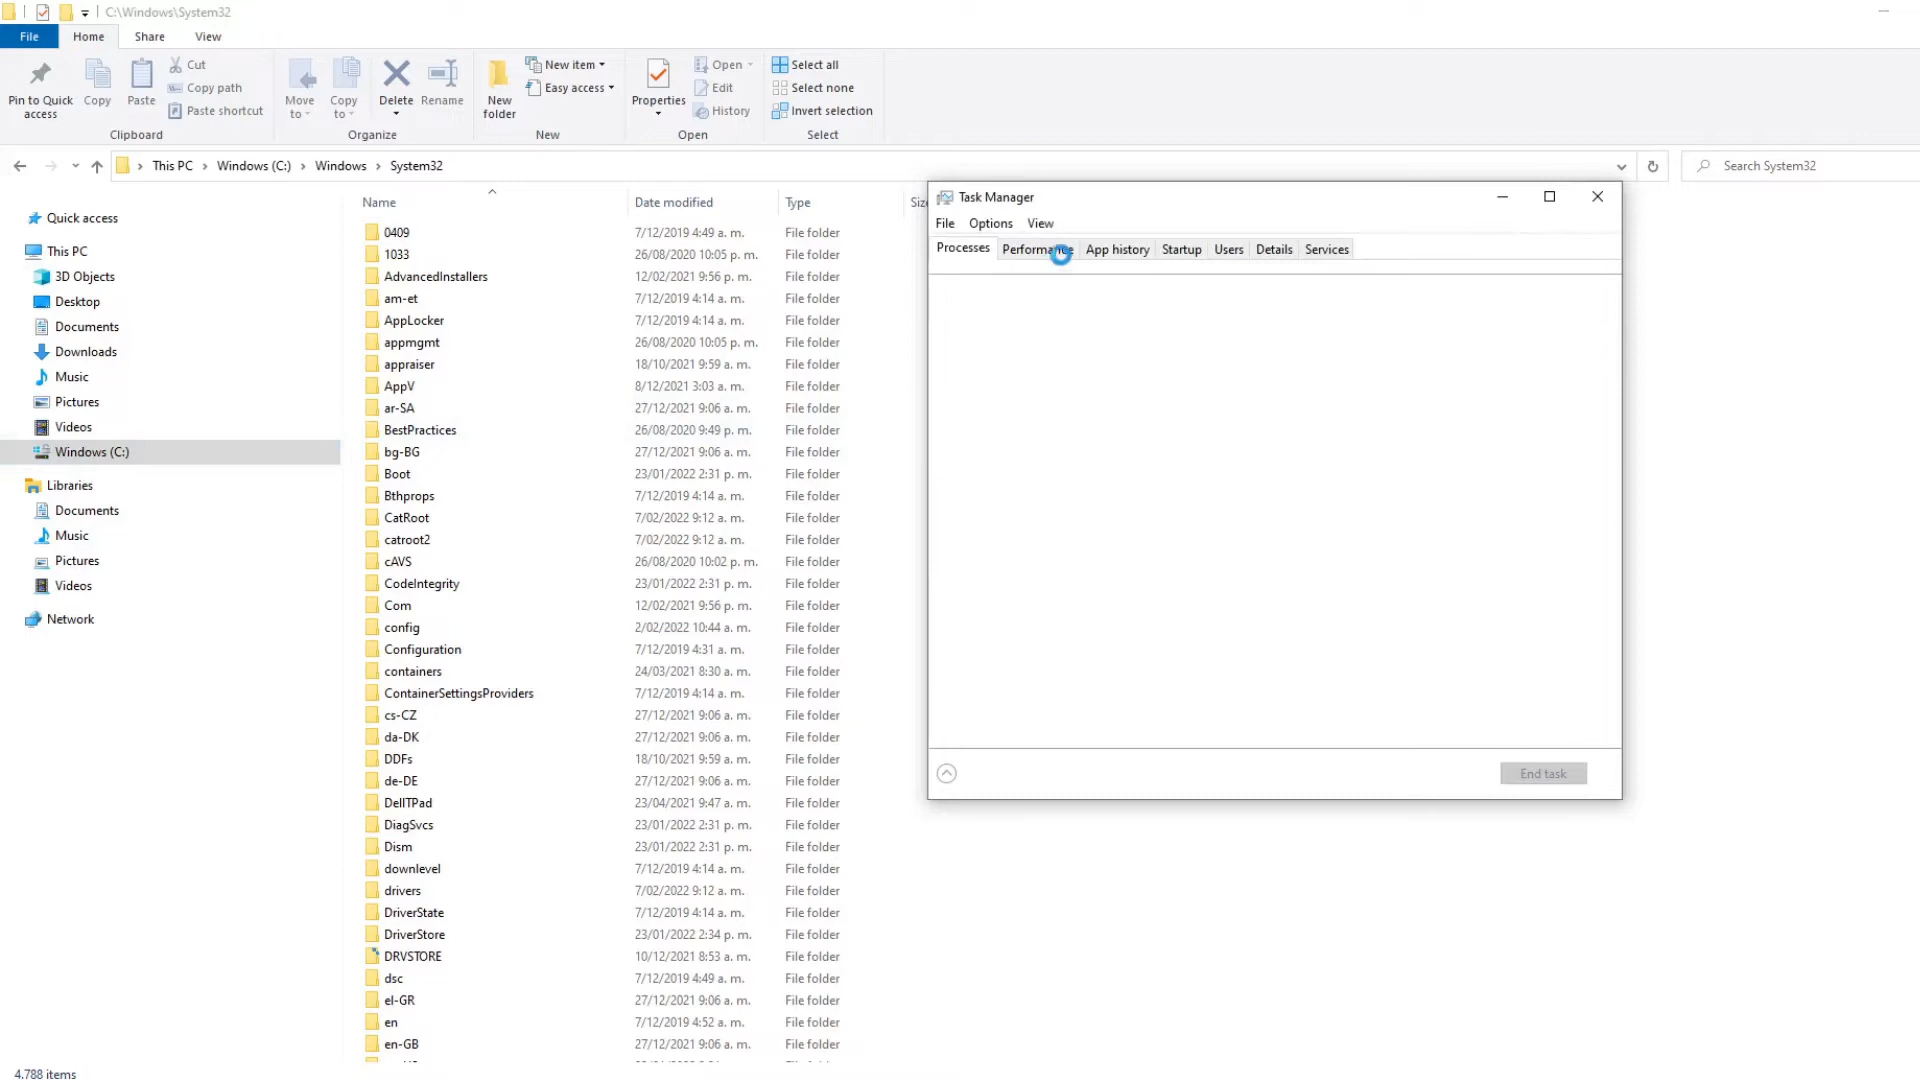 C:\Windows\System32
File Home Share View
Pin to Quick access
Copy
Paste
Cut
Copy path
Paste shortcut
Clipboard
Move to
Copy to
Delete
Rename
Organize
New folder
New item
Easy access
New
Properties
Open
Edit
History
Open
Select all
Select none
Invert selection
Select
This PC Windows (C:) Windows System32
Search System32
Quick access
This PC
3D Objects
Desktop
Documents
Downloads
Music
Pictures
Videos
Windows (C:)
Libraries
Documents
Music
Pictures
Videos
Network
Name Date modified Type
0409 7/12/2019 4:49 a. m. File folder
1033 26/08/2020 10:05 p. m. File folder
AdvancedInstallers 12/02/2021 9:56 p. m. File folder
am-et 7/12/2019 4:14 a. m. File folder
AppLocker 7/12/2019 4:14 a. m. File folder
appmgmt 26/08/2020 10:05 p. m. File folder
appraiser 18/10/2021 9:59 a. m. File folder
AppV 8/12/2021 3:03 a. m. File folder
ar-SA 27/12/2021 9:06 a. m. File folder
BestPractices 26/08/2020 9:49 p. m. File folder
bg-BG 27/12/2021 9:06 a. m. File folder
Boot 23/01/2022 2:31 p. m. File folder
Bthprops 7/12/2019 4:14 a. m. File folder
CatRoot 7/02/2022 9:12 a. m. File folder
catroot2 7/02/2022 9:12 a. m. File folder
cAVS 26/08/2020 10:02 p. m. File folder
CodeIntegrity 23/01/2022 2:31 p. m. File folder
Com 12/02/2021 9:56 p. m. File folder
config 2/02/2022 10:44 a. m. File folder
Configuration 7/12/2019 4:31 a. m. File folder
containers 24/03/2021 8:30 a. m. File folder
ContainerSettingsProviders 7/12/2019 4:14 a. m. File folder
cs-CZ 27/12/2021 9:06 a. m. File folder
da-DK 27/12/2021 9:06 a. m. File folder
DDFs 18/10/2021 9:59 a. m. File folder
de-DE 27/12/2021 9:06 a. m. File folder
DellTPad 23/04/2021 9:47 a. m. File folder
DiagSvcs 23/01/2022 2:31 p. m. File folder
Dism 23/01/2022 2:31 p. m. File folder
downlevel 7/12/2019 4:14 a. m. File folder
drivers 7/02/2022 9:12 a. m. File folder
DriverState 7/12/2019 4:14 a. m. File folder
DriverStore 23/01/2022 2:34 p. m. File folder
DRVSTORE 10/12/2021 8:53 a. m. File folder
dsc 7/12/2019 4:49 a. m. File folder
el-GR 27/12/2021 9:06 a. m. File folder
en 7/12/2019 4:52 a. m. File folder
en-GB 27/12/2021 9:06 a. m. File folder
4.788 items
Task Manager
File Options View
Processes Performance App history Startup Users Details Services
End task